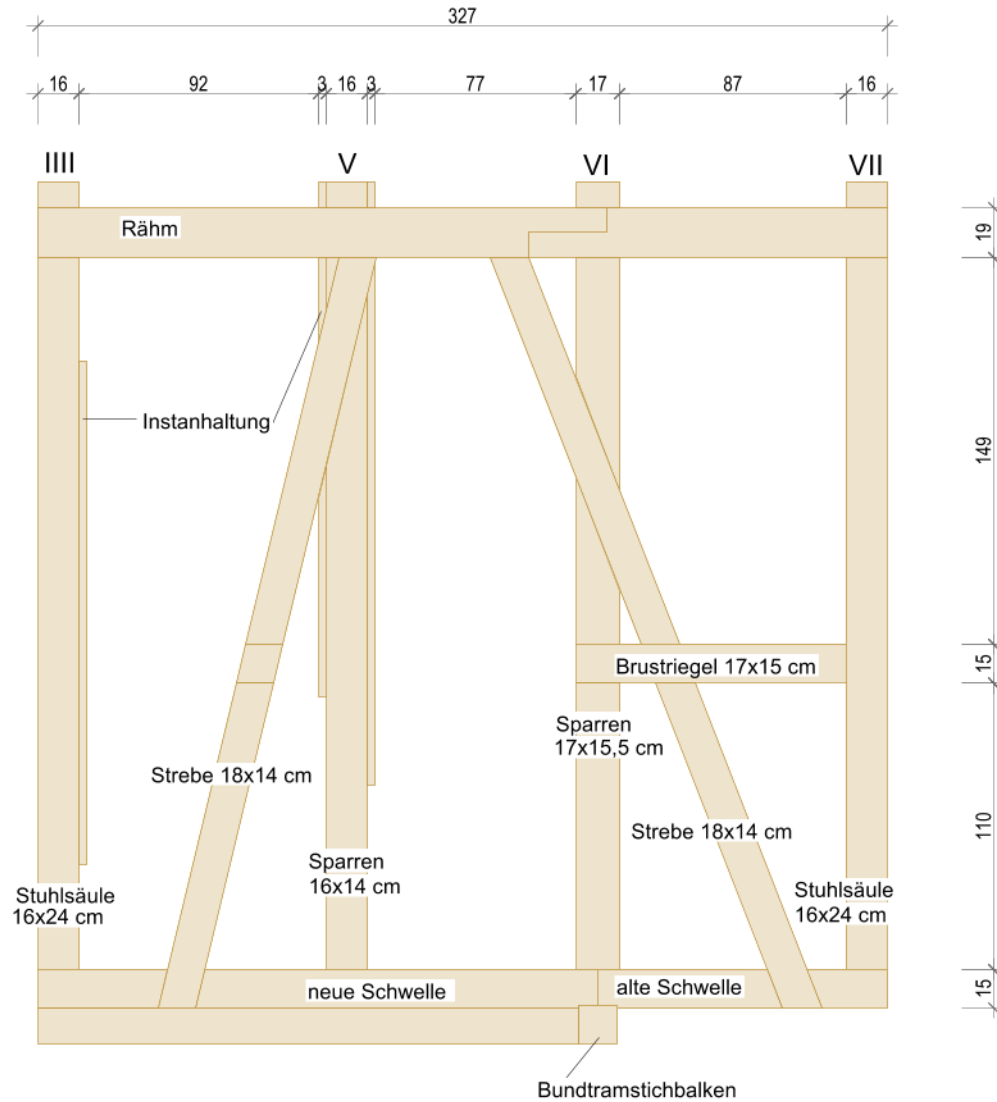 327
16 92 3 16 3 77 17 87 16
IIII V VI VII
Rähm
19
Instanhaltung
149
Brustriegel 17x15 cm
15
Sparren
17x15,5 cm
Strebe 18x14 cm
Strebe 18x14 cm
110
Sparren
16x14 cm
Stuhlsäule
16x24 cm
Stuhlsäule
16x24 cm
neue Schwelle
alte Schwelle
15
Bundtramstichbalken